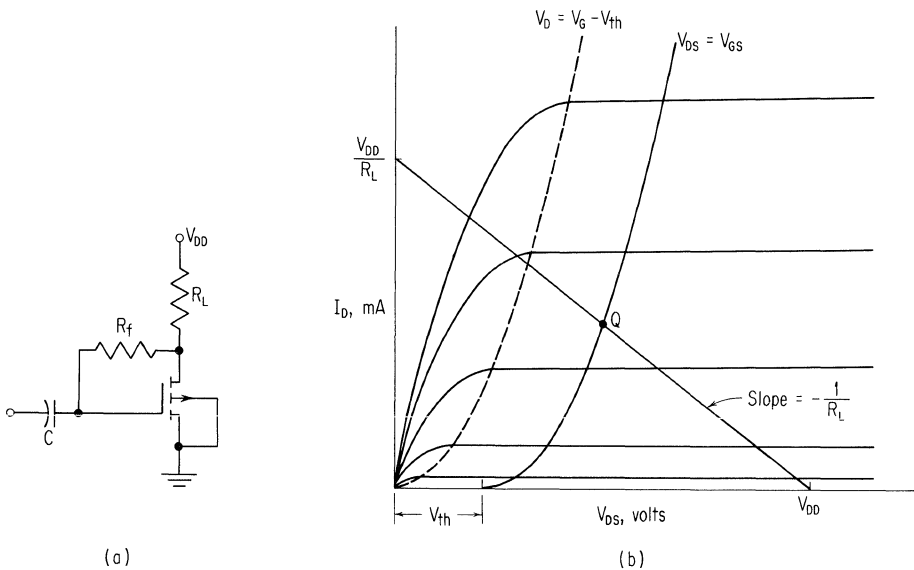 V_DD
R_L
R_f
C
(a)
V_D = V_G – V_th
V_DS = V_GS
V_DD
R_L
I_D, mA
Q
Slope = – 1
R_L
V_th
V_DS, volts
V_DD
(b)